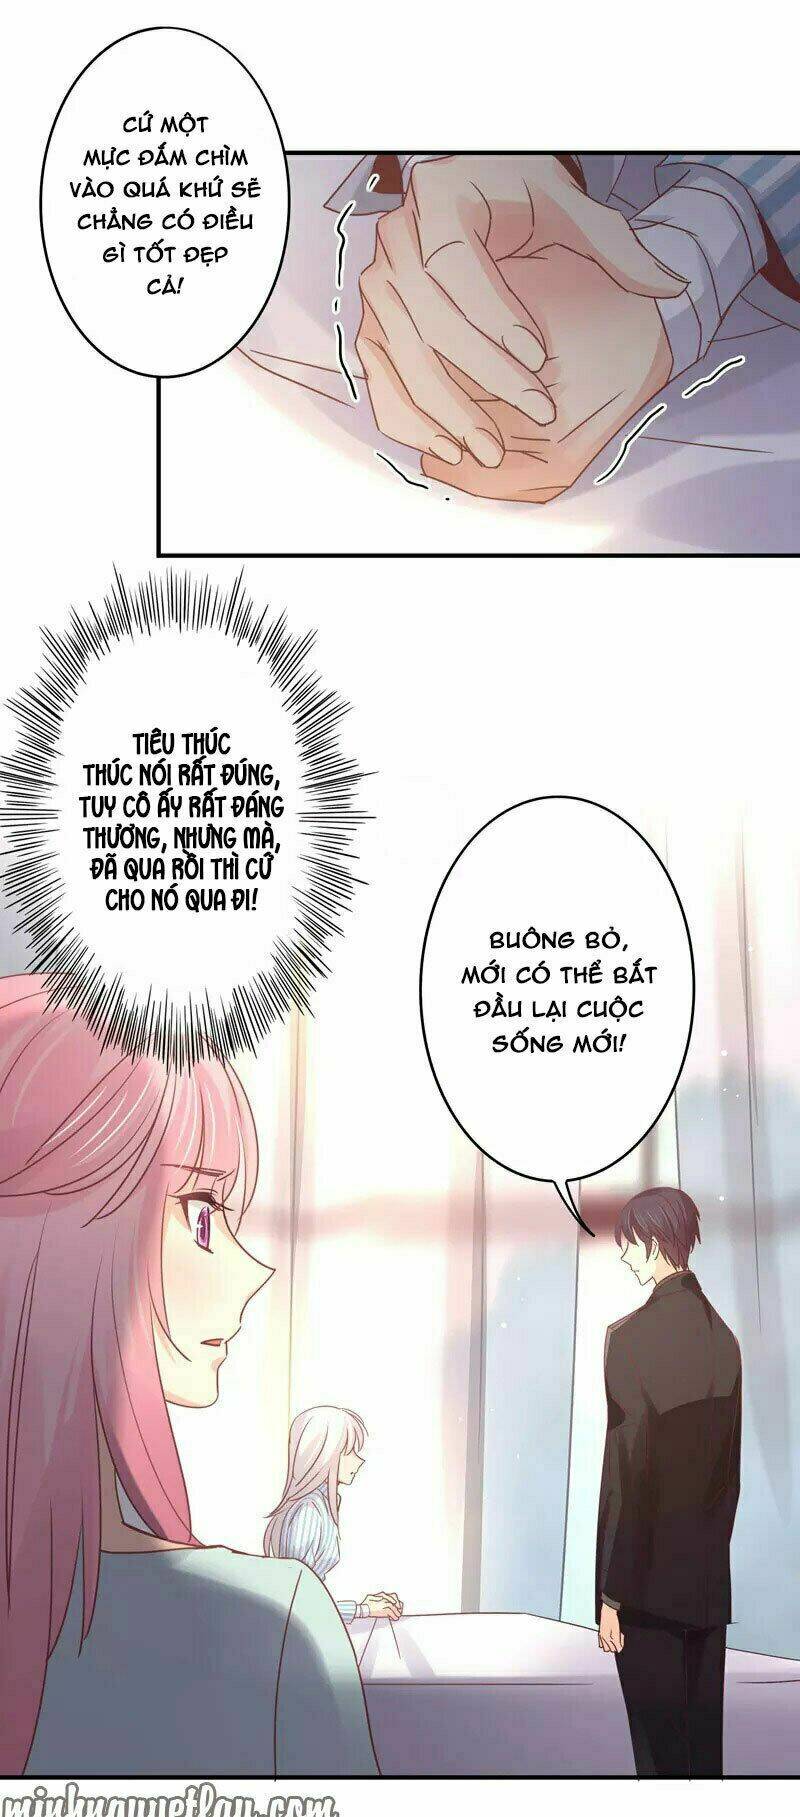 CỨ MỘT
MỰC ĐẮM CHÌM
VÀO QUÁ KHỨ SẼ
CHẲNG CÓ ĐIỀU
GÌ TỐT ĐẸP
CẢ!
TIÊU THÚC
THÚC NÓI RẤT ĐÚNG,
TUY CÔ ẤY RẤT ĐÁNG
THƯƠNG, NHƯNG MÀ,
ĐÃ QUA RỒI THÌ CỨ
CHO NÓ QUA ĐI!
BUÔNG BỎ,
MỚI CÓ THỂ BẮT
ĐẦU LẠI CUỘC
SỐNG MỚI!
minhnguyetlau.com